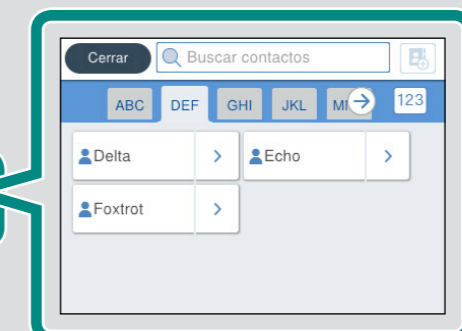 Cerrar Buscar contactos
ABC DEF GHI JKL 123
Delta Echo
Foxtrot